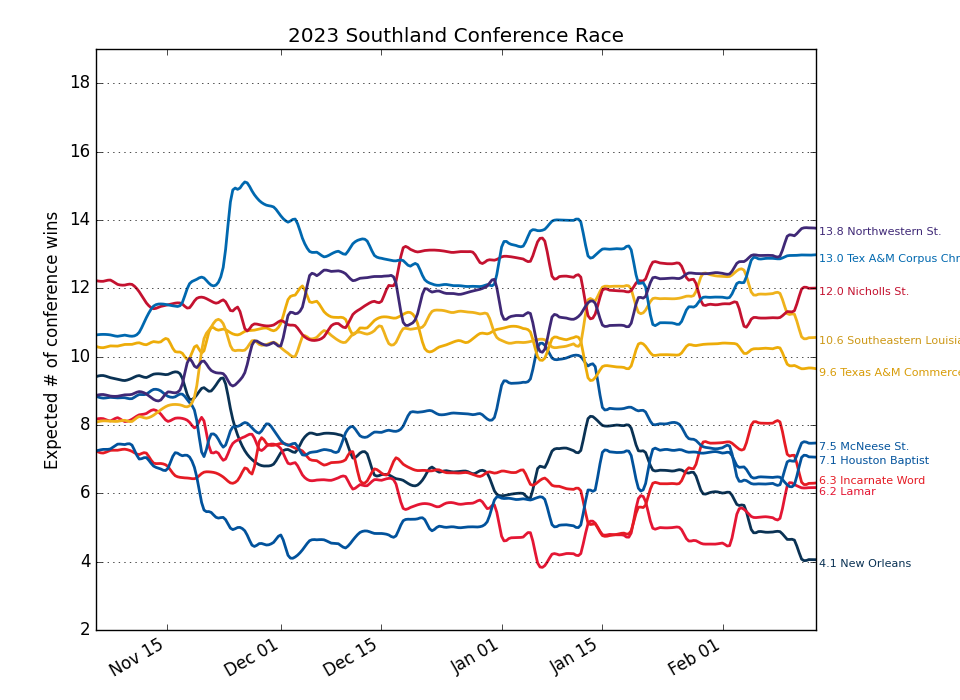 2023 Southland Conference Race
Expected # of conference wins
18
16
14
12
10
8
6
4
2
Nov 15
Dec 01
Dec 15
Jan 01
Jan 15
Feb 01
13.8 Northwestern St.
13.0 Tex A&M Corpus Chr
12.0 Nicholls St.
10.6 Southeastern Louisia
9.6 Texas A&M Commerce
7.5 McNeese St.
7.1 Houston Baptist
6.3 Incarnate Word
6.2 Lamar
4.1 New Orleans